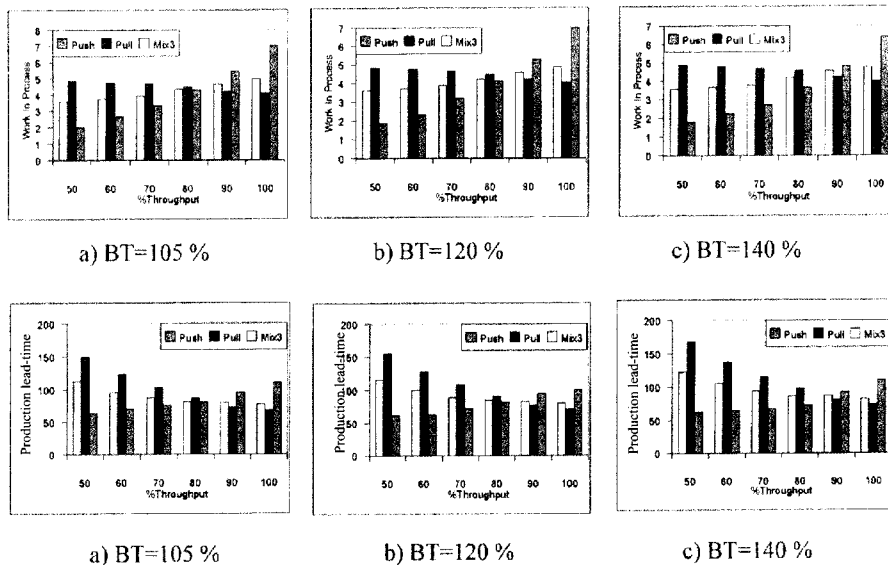 8
7
6
5
4
3
2
1
0
Work In Process
Push Pull Mix3
50 60 70 80 90 100
%Throughput
a) BT=105 %
7
6
5
4
3
2
1
0
Work In Process
Push Pull Mix3
50 60 70 80 90 100
%Throughput
b) BT=120 %
7
6
5
4
3
2
1
0
Work In Process
Push Pull Mix3
50 60 70 80 90 100
%Throughput
c) BT=140 %
200
150
100
50
0
Production lead-time
Push Pull Mix3
50 60 70 80 90 100
%Throughput
a) BT=105 %
200
150
100
50
0
Production lead-time
Push Pull Mix3
50 60 70 80 90 100
%Throughput
b) BT=120 %
200
150
100
50
0
Production lead-time
Push Pull Mix3
50 60 70 80 90 100
%Throughput
c) BT=140 %